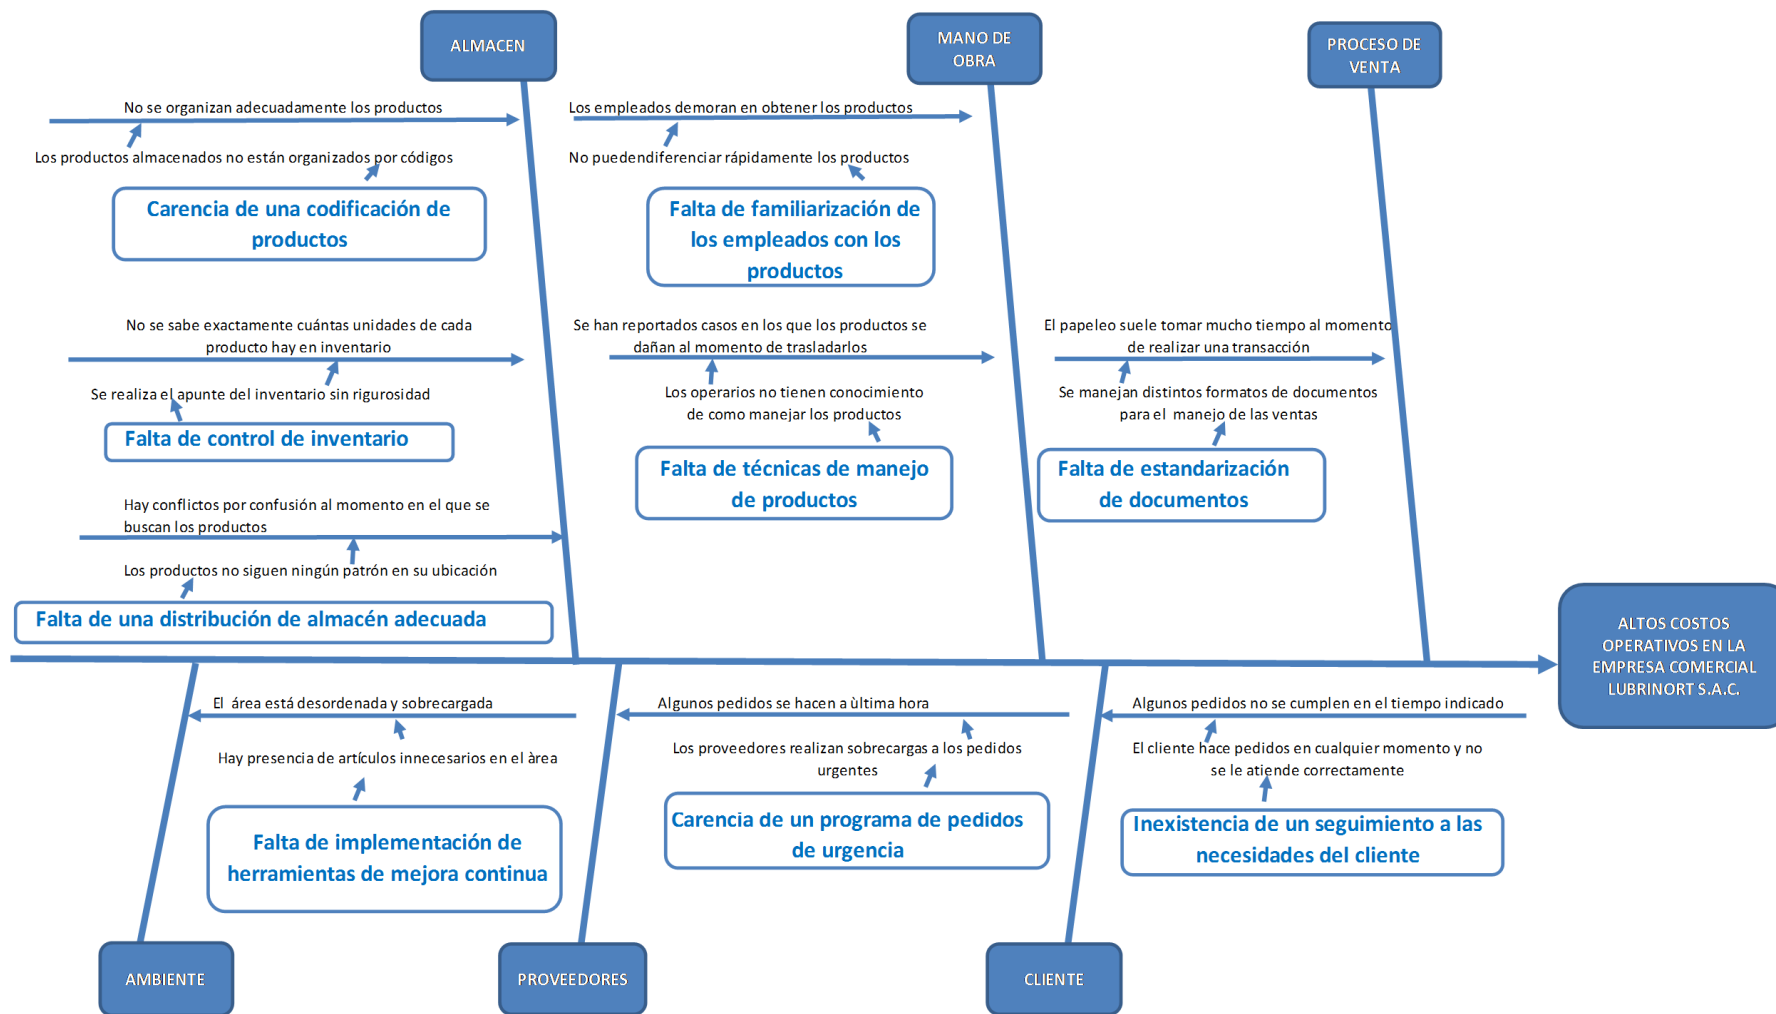 ALMACEN
MANO DE
OBRA
PROCESO DE
VENTA
No se organizan adecuadamente los productos
Los productos almacenados no están organizados por códigos
Carencia de una codificación de
productos
No se sabe exactamente cuántas unidades de cada
producto hay en inventario
Se realiza el apunte del inventario sin rigurosidad
Falta de control de inventario
Hay conflictos por confusión al momento en el que se
buscan los productos
Los productos no siguen ningún patrón en su ubicación
Falta de una distribución de almacén adecuada
Los empleados demoran en obtener los productos
No puedendiferenciar rápidamente los productos
Falta de familiarización de
los empleados con los
productos
Se han reportados casos en los que los productos se
dañan al momento de trasladarlos
Los operarios no tienen conocimiento
de como manejar los productos
Falta de técnicas de manejo
de productos
El papeleo suele tomar mucho tiempo al momento
de realizar una transacción
Se manejan distintos formatos de documentos
para el manejo de las ventas
Falta de estandarización
de documentos
ALTOS COSTOS
OPERATIVOS EN LA
EMPRESA COMERCIAL
LUBRINORT S.A.C.
El área está desordenada y sobrecargada
Hay presencia de artículos innecesarios en el àrea
Falta de implementación de
herramientas de mejora continua
Algunos pedidos se hacen a ùltima hora
Los proveedores realizan sobrecargas a los pedidos
urgentes
Carencia de un programa de pedidos
de urgencia
Algunos pedidos no se cumplen en el tiempo indicado
El cliente hace pedidos en cualquier momento y no
se le atiende correctamente
Inexistencia de un seguimiento a las
necesidades del cliente
AMBIENTE
PROVEEDORES
CLIENTE